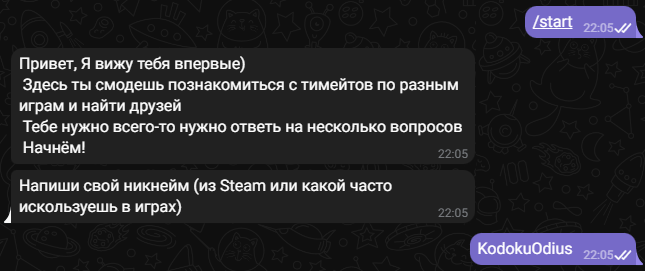 /start 22:05
Привет, Я вижу тебя впервые)
Здесь ты смодешь познакомиться с тимейтов по разным
играм и найти друзей
Тебе нужно всего-то нужно ответь на несколько вопросов
Начнём!
22:05
Напиши свой никнейм (из Steam или какой часто
искользуешь в играх)
22:05
KodokuOdius 22:05